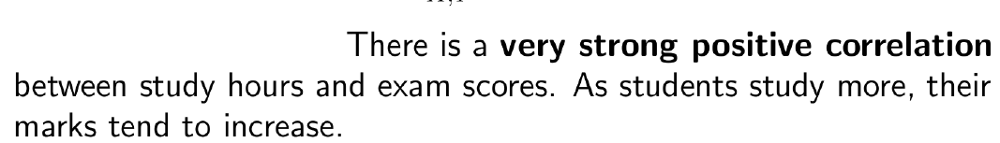 There is a very strong positive correlation
between study hours and exam scores. As students study more, their
marks tend to increase.